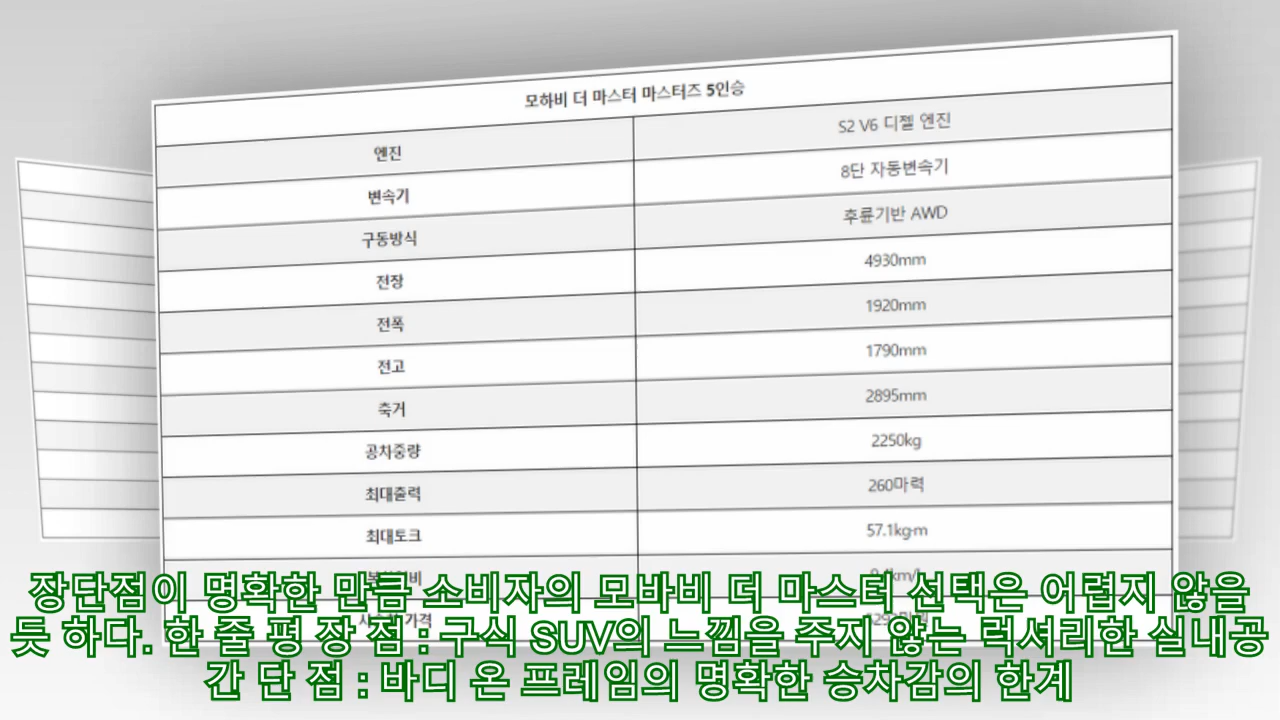 모하비 더 마스터 마스터즈 5인승
엔진 S2 V6 디젤 엔진
변속기 8단 자동변속기
구동방식 후륜기반 AWD
전장 4930mm
전폭 1920mm
전고 1790mm
축거 2895mm
공차중량 2250kg
최대출력 260마력
최대토크 57.1kg·m
가격
장단점이 명확한 만큼 소비자의 모바비 더 마스터 선택은 어렵지 않을
듯 하다. 한 줄 평 장 점 : 구식 SUV의 느낌을 주지 않는 럭셔리한 실내공
간 단 점 : 바디 온 프레임의 명확한 승차감의 한계